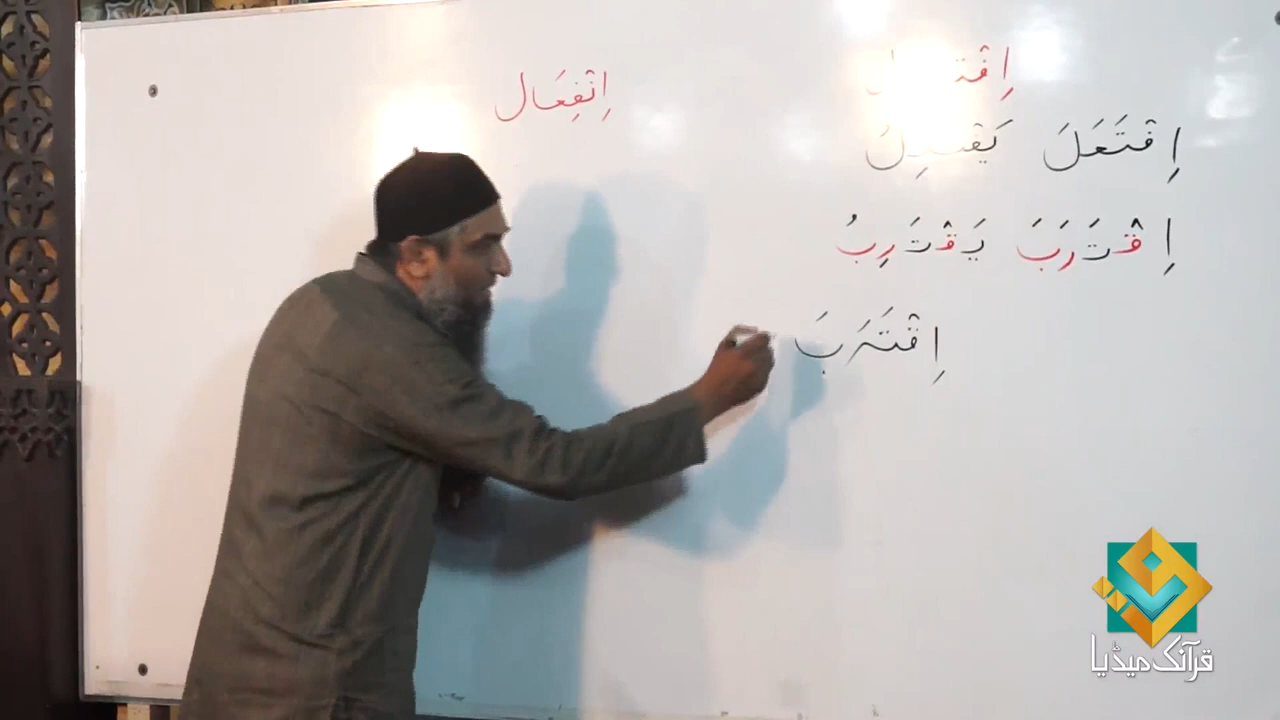 اِنْفِعَال
اِفْتَعَلَ
اِقْتَرَبَ يَقْتَرِبُ
اِقْتَرَبَ
قرآنک میڈیا